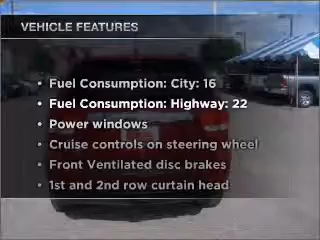 VEHICLE FEATURES
• Fuel Consumption: City: 16
• Fuel Consumption: Highway: 22
• Power windows
• Cruise controls on steering wheel
• Front Ventilated disc brakes
• 1st and 2nd row curtain head